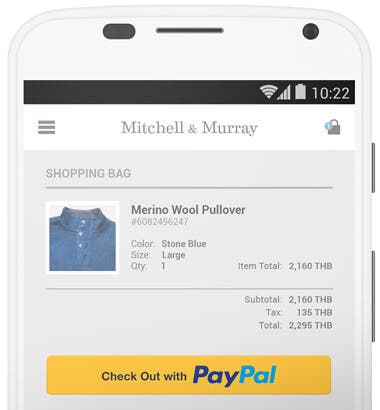 10:22
Mitchell & Murray
SHOPPING BAG
Merino Wool Pullover
#6082496247
Color: Stone Blue
Size: Large
Qty: 1 Item Total: 2,160 THB
Subtotal: 2,160 THB
Tax: 135 THB
Total: 2,295 THB
Check Out with PayPal